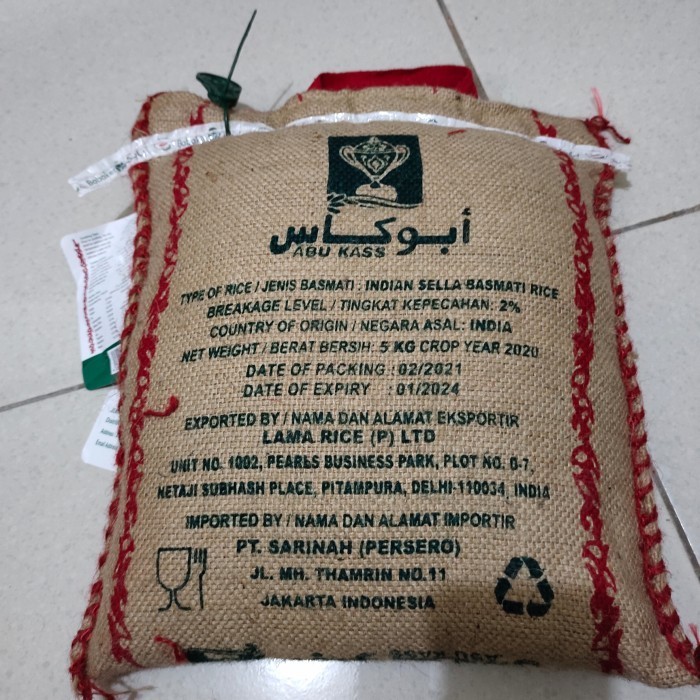 أبو كأس
ABU KASS
TYPE OF RICE / JENIS BASMATI : INDIAN SELLA BASMATI RICE
BREAKAGE LEVEL / TINGKAT KEPECAHAN: 2%
COUNTRY OF ORIGIN / NEGARA ASAL: INDIA
NET WEIGHT / BERAT BERSIH: 5 KG CROP YEAR 2020
DATE OF PACKING : 02/2021
DATE OF EXPIRY : 01/2024
EXPORTED BY / NAMA DAN ALAMAT EKSPORTIR
LAMA RICE (P) LTD
UNIT NO. 1002, PEARLS BUSINESS PARK, PLOT NO. D-7,
NETAJI SUBHASH PLACE, PITAMPURA, DELHI-110034, INDIA
IMPORTED BY / NAMA DAN ALAMAT IMPORTIR
PT. SARINAH (PERSERO)
JL. MH. THAMRIN NO.11
JAKARTA INDONESIA